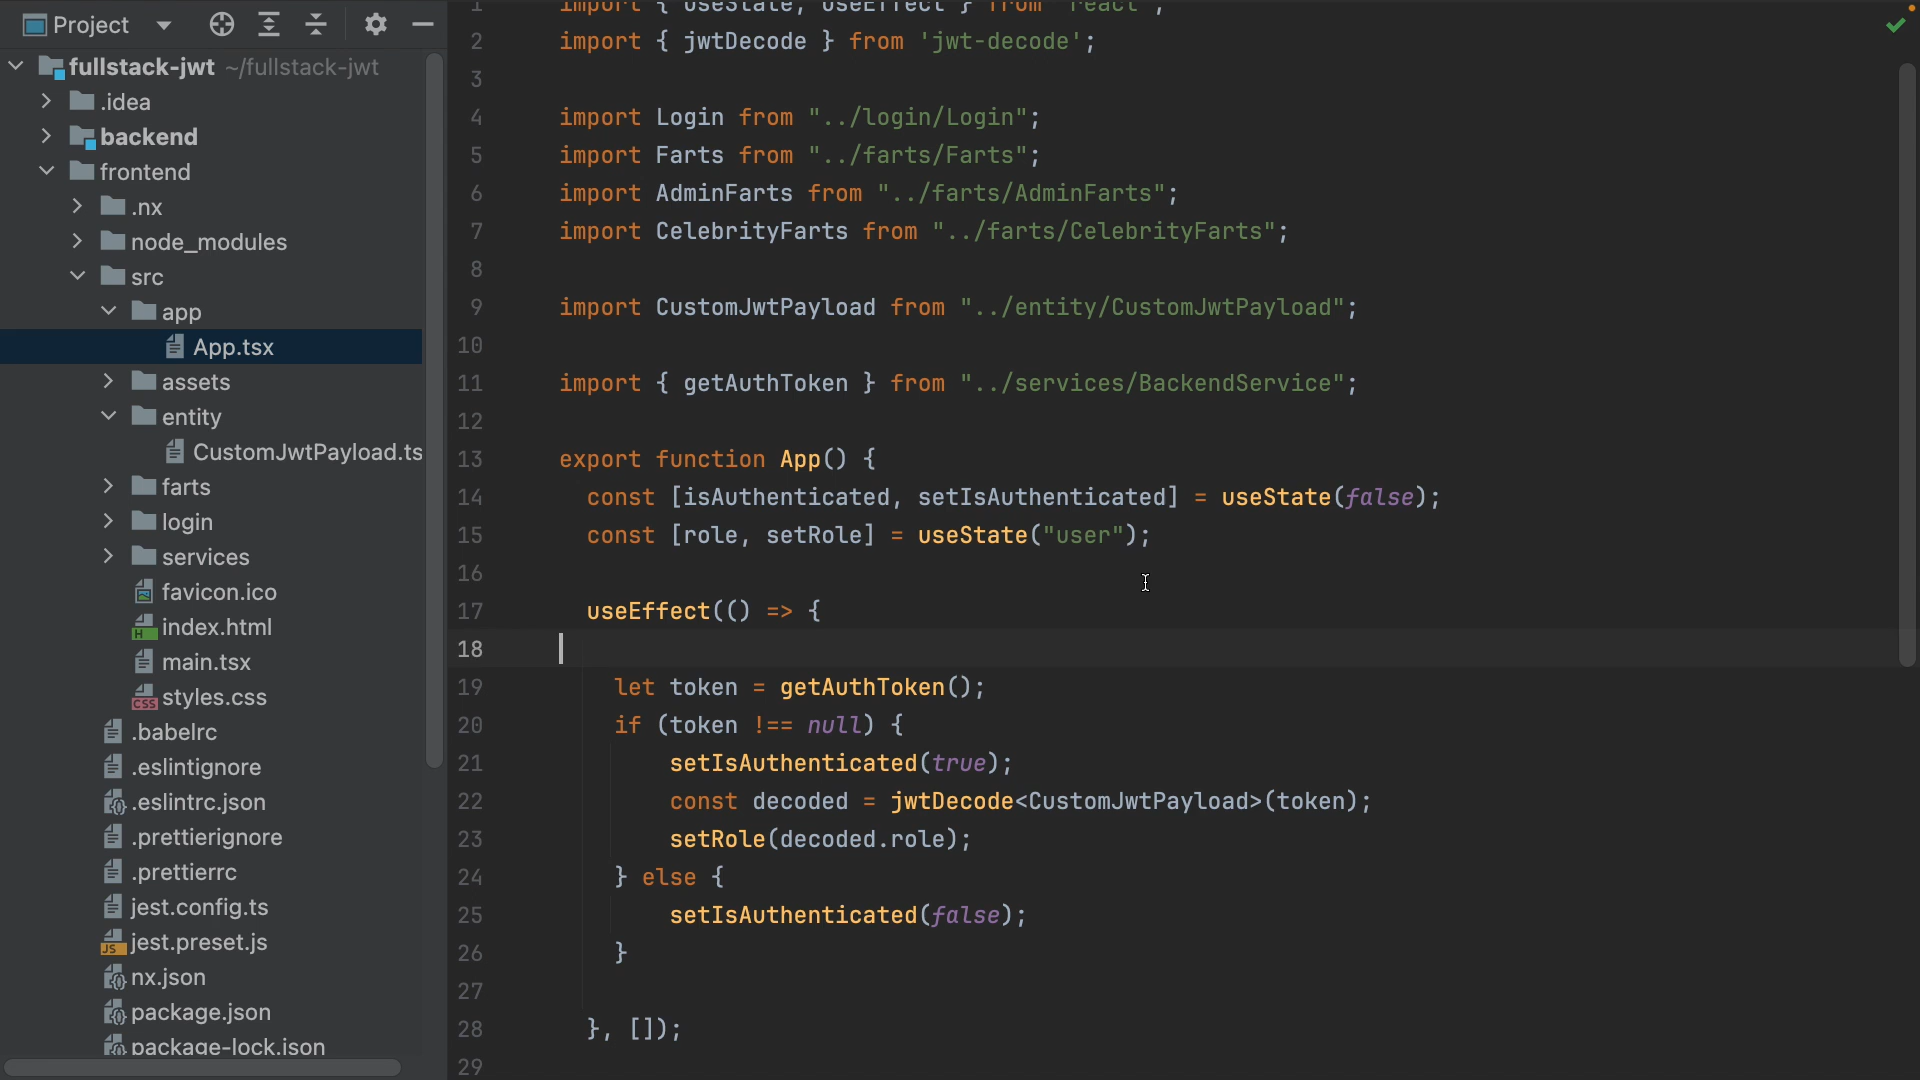 Project
fullstack-jwt ~/fullstack-jwt
.idea
backend
frontend
.nx
node_modules
src
app
App.tsx
assets
entity
CustomJwtPayload.ts
farts
login
services
favicon.ico
index.html
main.tsx
styles.css
.babelrc
.eslintignore
.eslintrc.json
.prettierignore
.prettierrc
jest.config.ts
jest.preset.js
nx.json
package.json
package-lock.json
1 import { useState, useEffect } from 'react';
2 import { jwtDecode } from 'jwt-decode';
3
4 import Login from "../login/Login";
5 import Farts from "../farts/Farts";
6 import AdminFarts from "../farts/AdminFarts";
7 import CelebrityFarts from "../farts/CelebrityFarts";
8
9 import CustomJwtPayload from "../entity/CustomJwtPayload";
10
11 import { getAuthToken } from "../services/BackendService";
12
13 export function App() {
14 const [isAuthenticated, setIsAuthenticated] = useState(false);
15 const [role, setRole] = useState("user");
16
17 useEffect(() => {
18
19 let token = getAuthToken();
20 if (token !== null) {
21 setIsAuthenticated(true);
22 const decoded = jwtDecode<CustomJwtPayload>(token);
23 setRole(decoded.role);
24 } else {
25 setIsAuthenticated(false);
26 }
27
28 }, []);
29